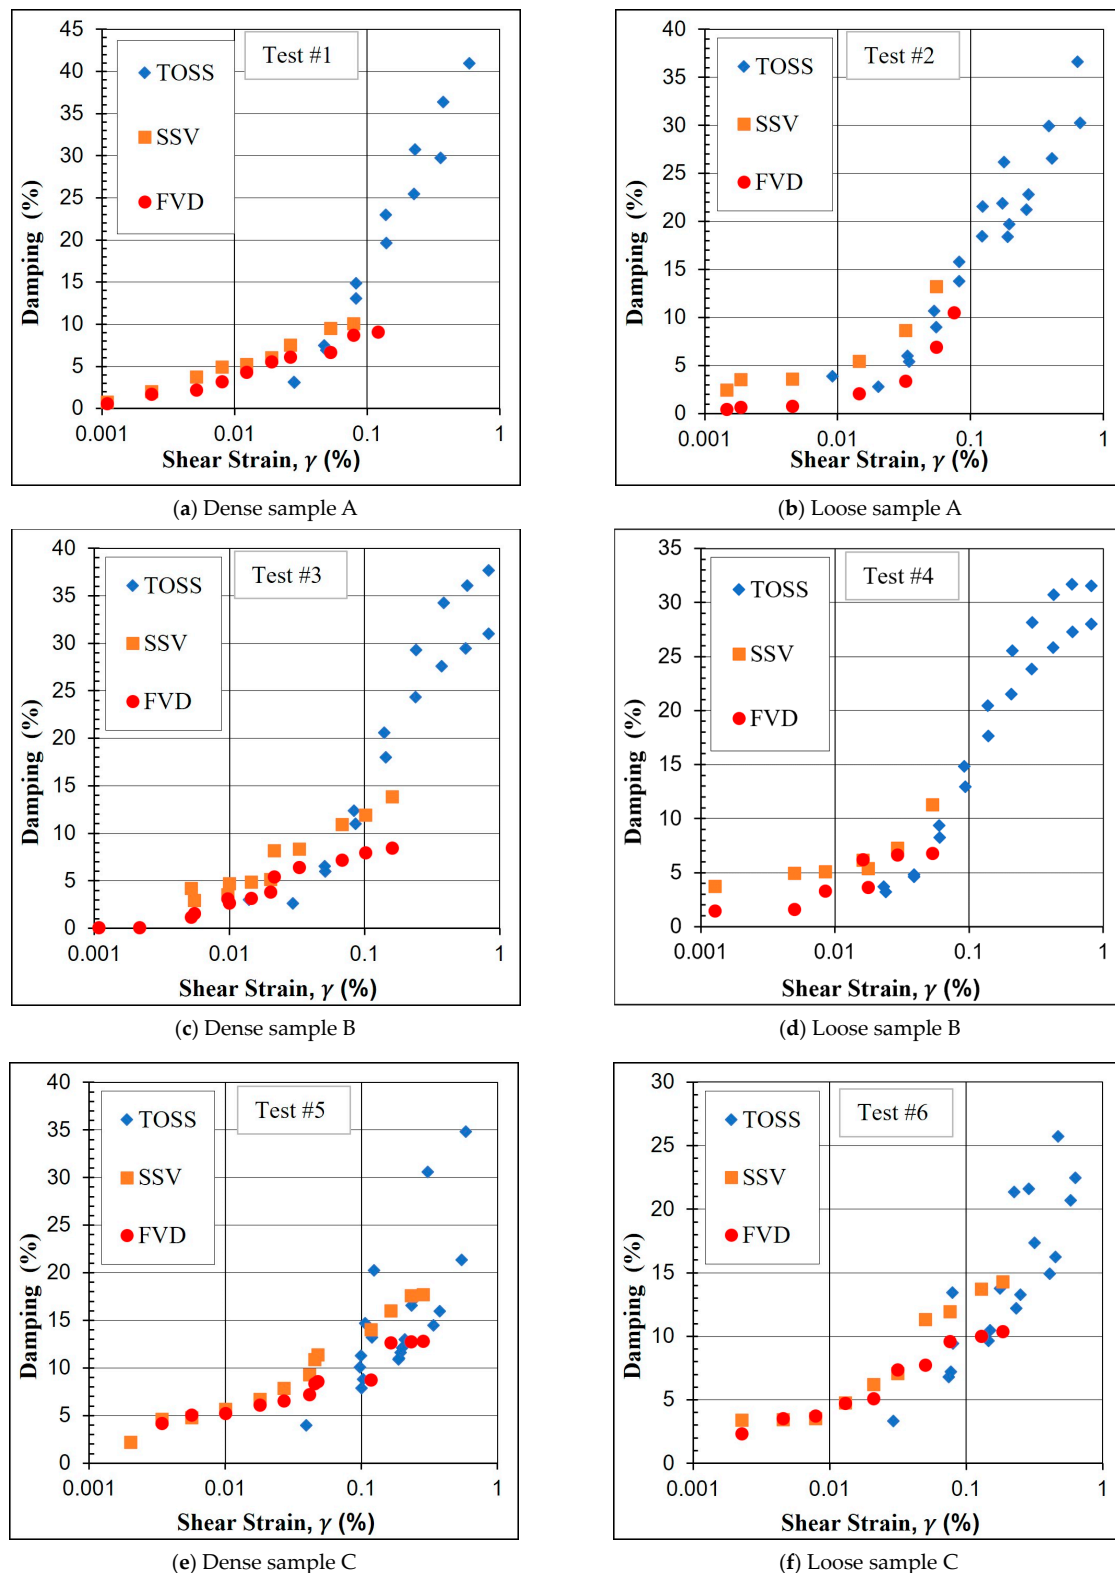 45
40
35
30
25
20
15
10
5
0
Damping (%)
TOSS
SSV
FVD
Test #1
0.001 0.01 0.1 1
Shear Strain, γ (%)
(a) Dense sample A
40
35
30
25
20
15
10
5
0
Damping (%)
TOSS
SSV
FVD
Test #2
0.001 0.01 0.1 1
Shear Strain, γ (%)
(b) Loose sample A
40
35
30
25
20
15
10
5
0
Damping (%)
TOSS
SSV
FVD
Test #3
0.001 0.01 0.1 1
Shear Strain, γ (%)
(c) Dense sample B
35
30
25
20
15
10
5
0
Damping (%)
TOSS
SSV
FVD
Test #4
0.001 0.01 0.1 1
Shear Strain, γ (%)
(d) Loose sample B
40
35
30
25
20
15
10
5
0
Damping (%)
TOSS
SSV
FVD
Test #5
0.001 0.01 0.1 1
Shear Strain, γ (%)
(e) Dense sample C
30
25
20
15
10
5
0
Damping (%)
TOSS
SSV
FVD
Test #6
0.001 0.01 0.1 1
Shear Strain, γ (%)
(f) Loose sample C